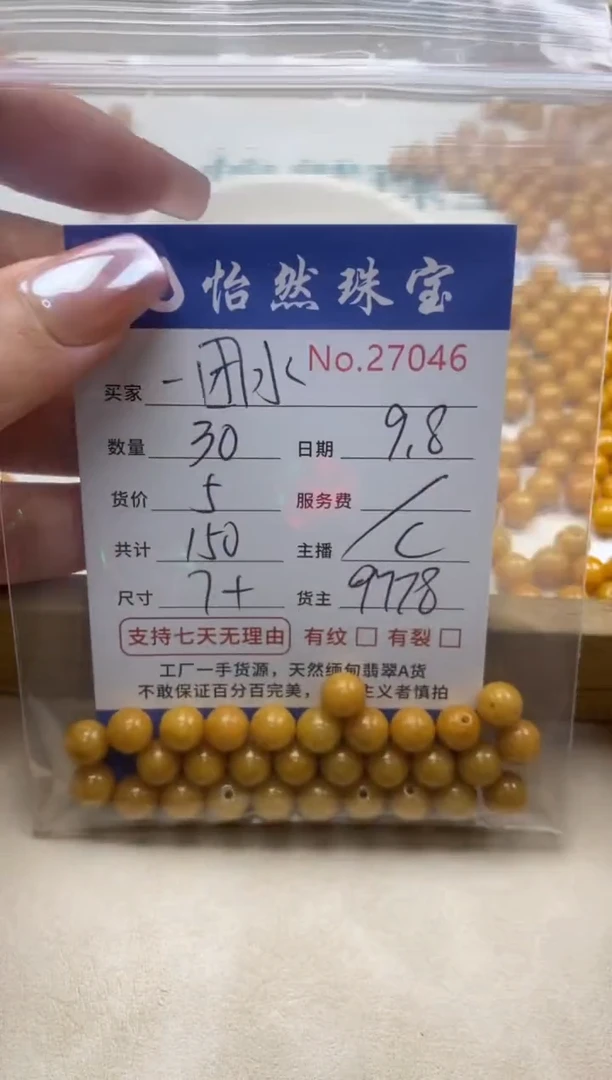 怡然珠宝
No.27046
买家 一团水
数量 30 日期 9.8
货价 5 服务费 /
共计 150 主播 C
尺寸 7+ 货主 9778
支持七天无理由 有纹□ 有裂□
工厂一手货源，天然缅甸翡翠A货
不敢保证百分百完美，主义者慎拍